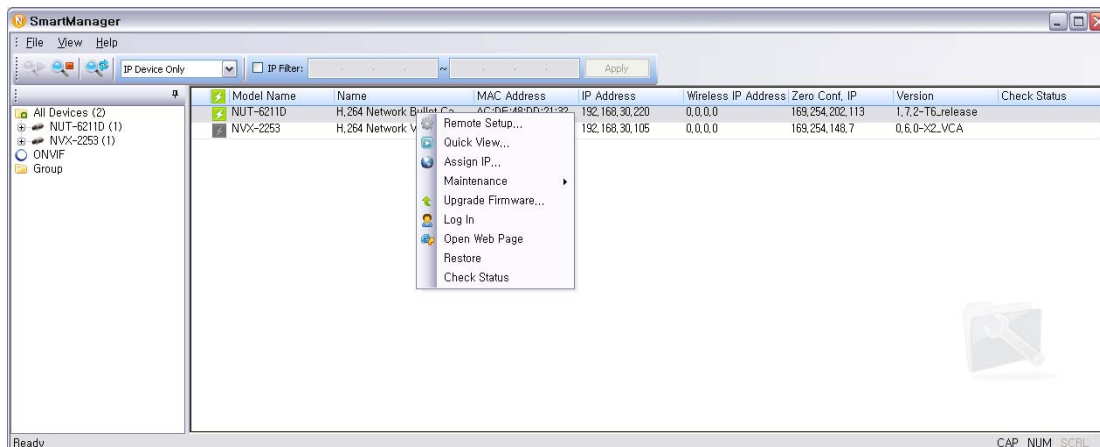 SmartManager
File View Help
IP Device Only IP Filter: . . . ~ . . . Apply
All Devices (2)
NUT-6211D (1)
NVX-2253 (1)
ONVIF
Group
Model Name Name MAC Address IP Address Wireless IP Address Zero Conf, IP Version Check Status
NUT-6211D H,264 Network Bullet Ca... 192,168,30,220 0,0,0,0 169,254,202,113 1,7,2-T6_release
NVX-2253 H,264 Network V 192,168,30,105 0,0,0,0 169,254,148,7 0,6,0-X2_VCA
Remote Setup...
Quick View...
Assign IP...
Maintenance
Upgrade Firmware...
Log In
Open Web Page
Restore
Check Status
Ready CAP NUM SCRL